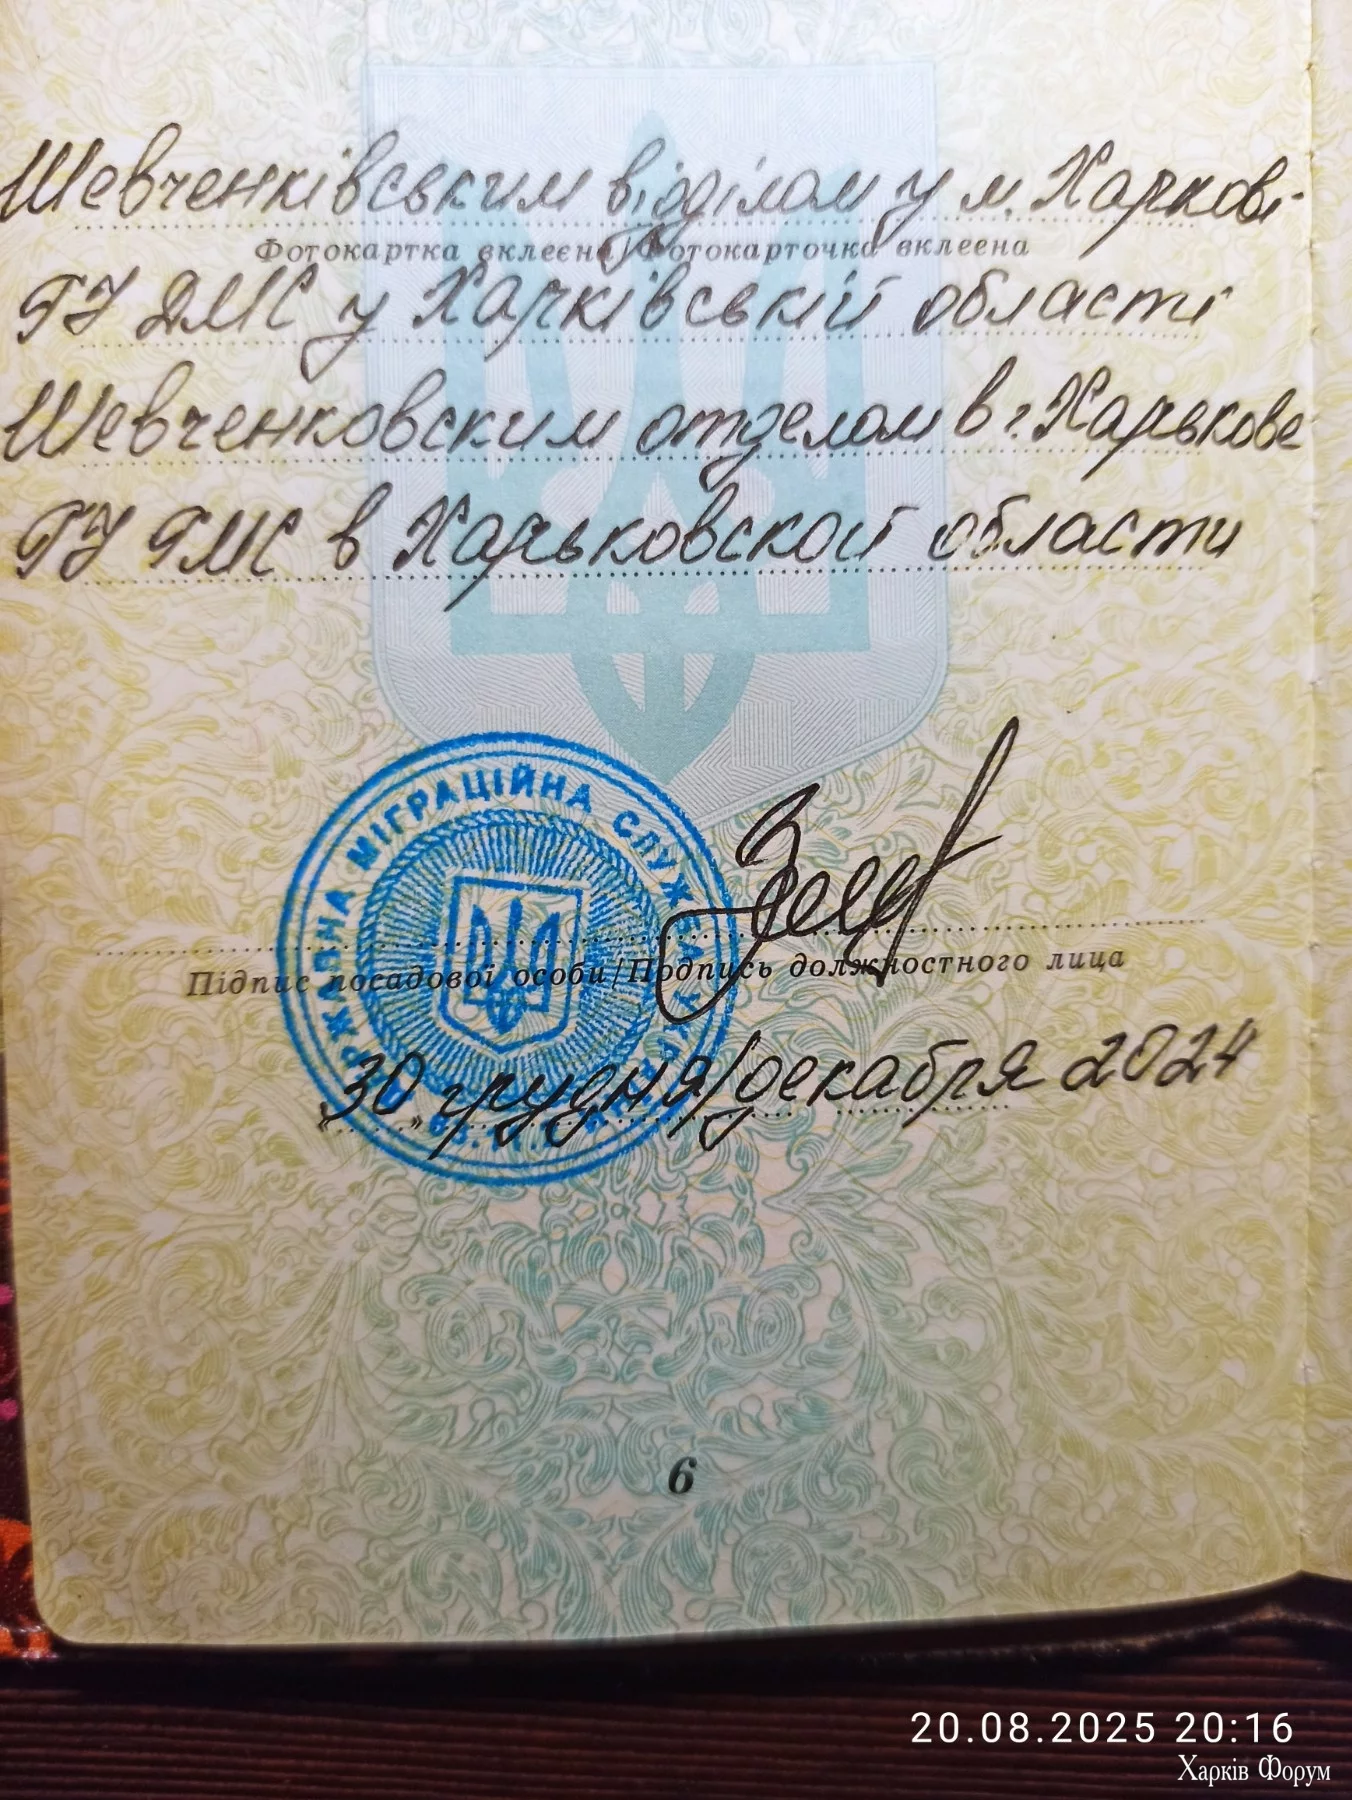 Шевченківським відділом у м. Харкові
Фотокартка вклеєна/Фотокарточка вклеена
ГУ ДМС у Харківській області
Шевченковским отделом в г. Харькове
ГУ ГМС в Харьковской области
ДЕРЖАВНА МІГРАЦІЙНА СЛУЖБА УКРАЇНИ
Підпис посадової особи/Подпись должностного лица
«30» грудня/декабря 2024
6
20.08.2025 20:16
Харків Форум